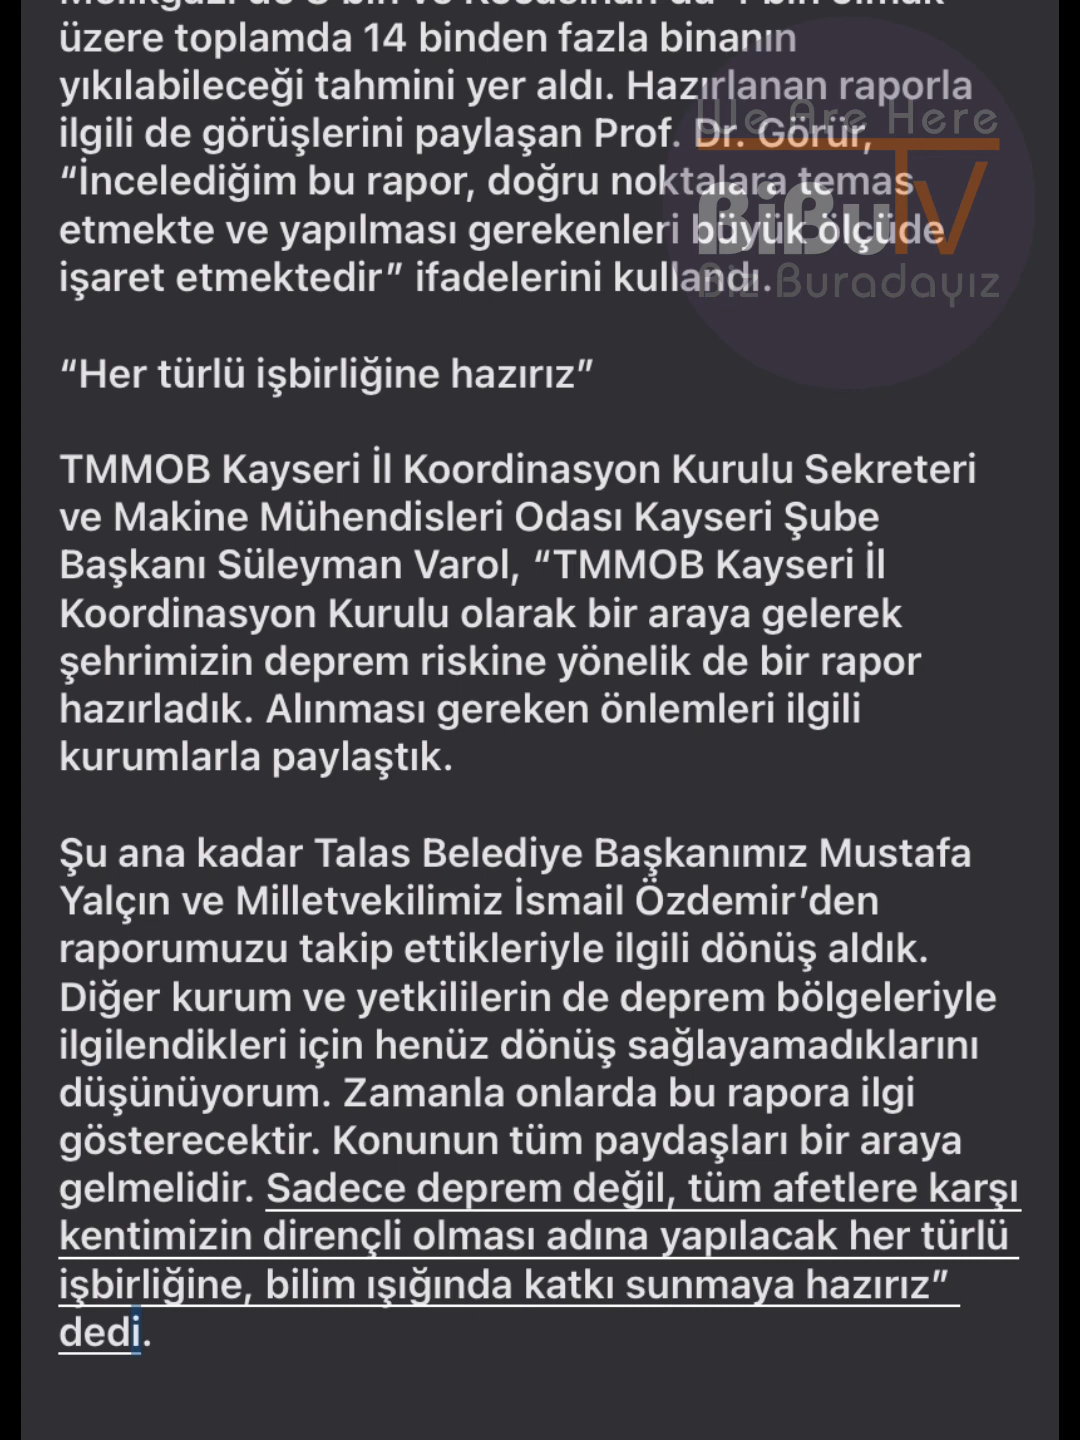 üzere toplamda 14 binden fazla binanın
yıkılabileceği tahmini yer aldı. Hazırlanan raporla
ilgili de görüşlerini paylaşan Prof. Dr. Görür,
“İncelediğim bu rapor, doğru noktalara temas
etmekte ve yapılması gerekenleri büyük ölçüde
işaret etmektedir” ifadelerini kullandı.
We Are Here
BiBu TV
Biz Buradayız
“Her türlü işbirliğine hazırız”
TMMOB Kayseri İl Koordinasyon Kurulu Sekreteri
ve Makine Mühendisleri Odası Kayseri Şube
Başkanı Süleyman Varol, “TMMOB Kayseri İl
Koordinasyon Kurulu olarak bir araya gelerek
şehrimizin deprem riskine yönelik de bir rapor
hazırladık. Alınması gereken önlemleri ilgili
kurumlarla paylaştık.
Şu ana kadar Talas Belediye Başkanımız Mustafa
Yalçın ve Milletvekilimiz İsmail Özdemir’den
raporumuzu takip ettikleriyle ilgili dönüş aldık.
Diğer kurum ve yetkililerin de deprem bölgeleriyle
ilgilendikleri için henüz dönüş sağlayamadıklarını
düşünüyorum. Zamanla onlarda bu rapora ilgi
gösterecektir. Konunun tüm paydaşları bir araya
gelmelidir. Sadece deprem değil, tüm afetlere karşı
kentimizin dirençli olması adına yapılacak her türlü
işbirliğine, bilim ışığında katkı sunmaya hazırız”
dedi.